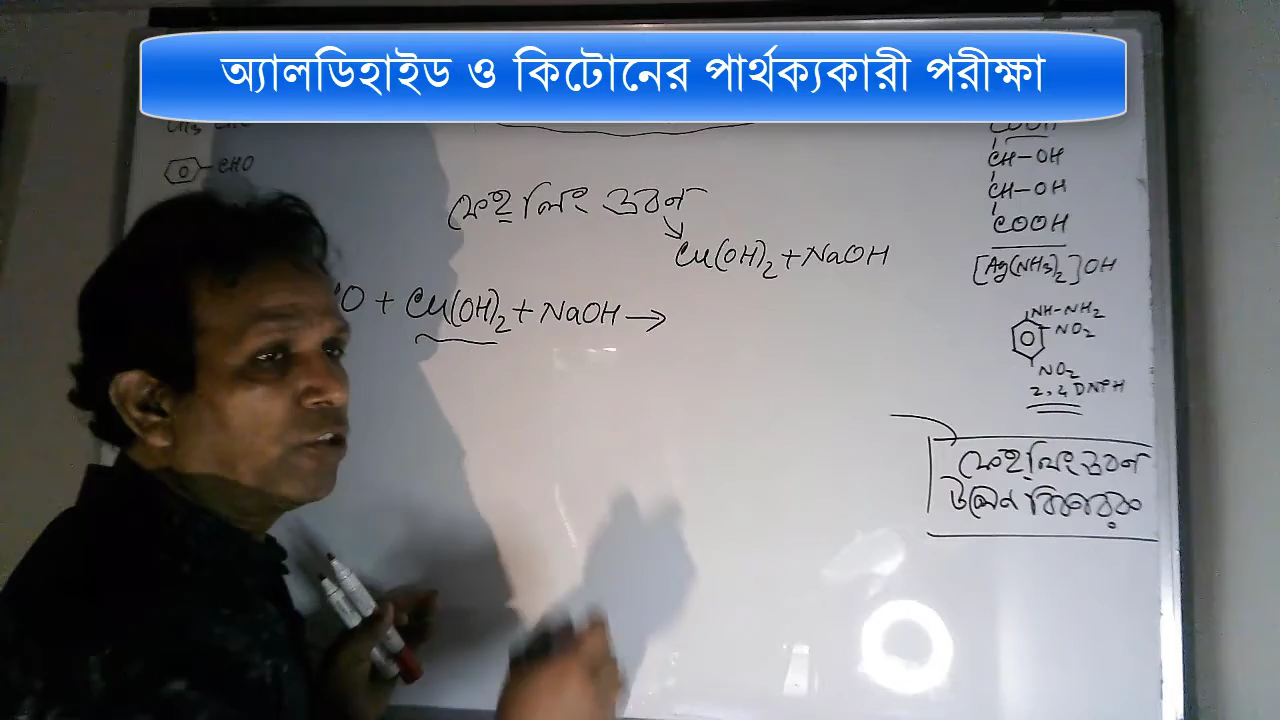 অ্যালডিহাইড ও কিটোনের পার্থক্যকারী পরীক্ষা
CHO
ফেহলিং দ্রবণ
Cu(OH)₂ + NaOH
O + Cu(OH)₂ + NaOH →
COOH
CH-OH
CH-OH
COOH
[Ag(NH₃)₂]OH
NH-NH₂
NO₂
NO₂
2,4 DNPH
ফেহলিং দ্রবণ
টলেন বিকারক